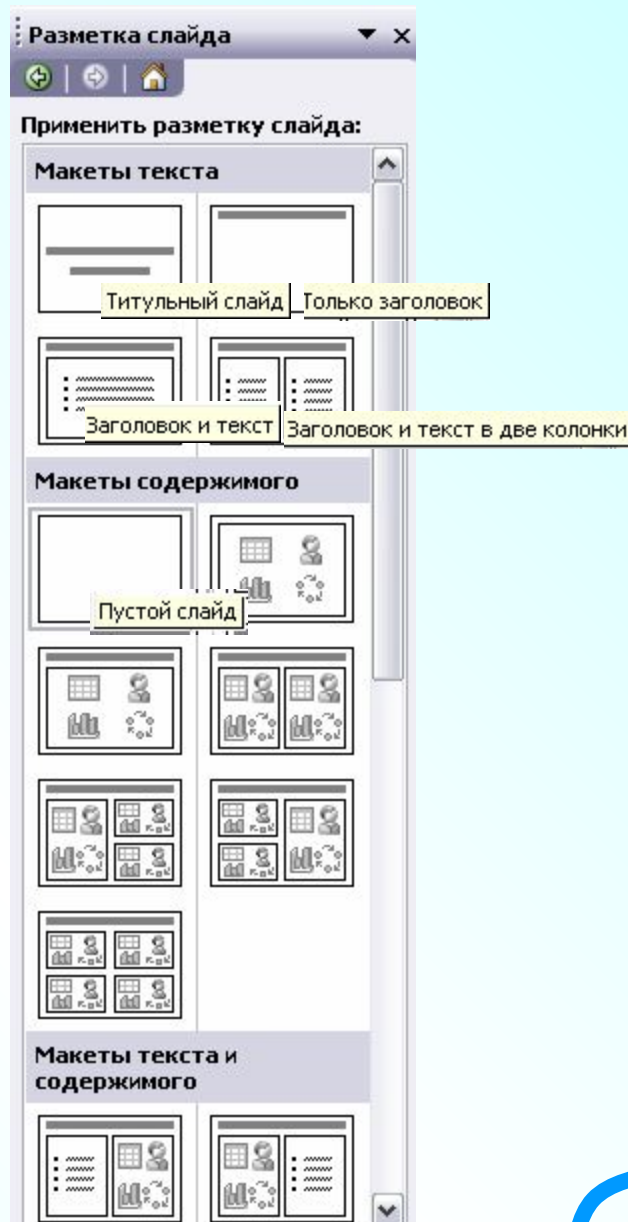 Разметка слайда
Применить разметку слайда:
Макеты текста
Титульный слайд
Только заголовок
Заголовок и текст
Заголовок и текст в две колонки
Макеты содержимого
Пустой слайд
Макеты текста и
содержимого